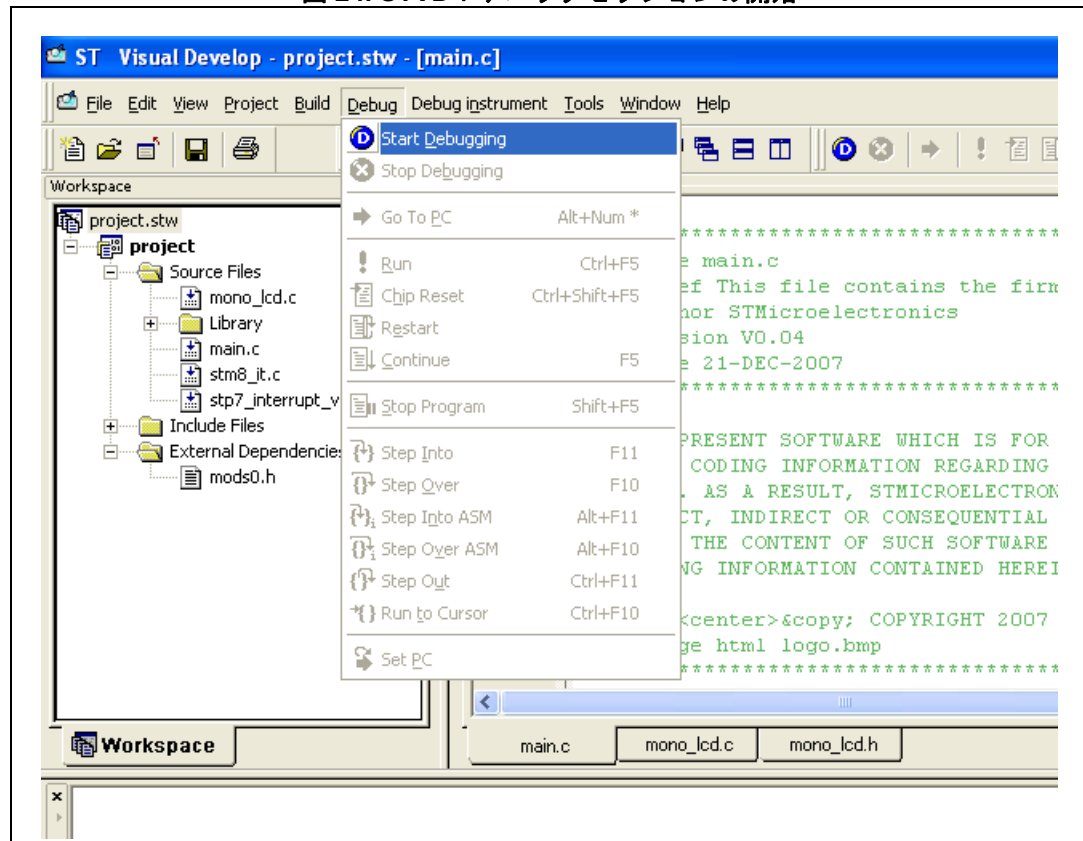 ST Visual Develop - project.stw - [main.c]
File Edit View Project Build Debug Debug instrument Tools Window Help
Workspace
project.stw
project
Source Files
mono_lcd.c
Library
main.c
stm8_it.c
stp7_interrupt_v
Include Files
External Dependencies
mods0.h
Workspace
Start Debugging
Stop Debugging
Go To PC Alt+Num *
Run Ctrl+F5
Chip Reset Ctrl+Shift+F5
Restart
Continue F5
Stop Program Shift+F5
Step Into F11
Step Over F10
Step Into ASM Alt+F11
Step Over ASM Alt+F10
Step Out Ctrl+F11
Run to Cursor Ctrl+F10
Set PC
******************************
e main.c
ef This file contains the firm
hor STMicroelectronics
sion V0.04
e 21-DEC-2007
******************************
PRESENT SOFTWARE WHICH IS FOR
CODING INFORMATION REGARDING
. AS A RESULT, STMICROELECTRON
CT, INDIRECT OR CONSEQUENTIAL
THE CONTENT OF SUCH SOFTWARE
NG INFORMATION CONTAINED HEREI
<center>&copy; COPYRIGHT 2007
ge html logo.bmp
******************************
main.c mono_lcd.c mono_lcd.h